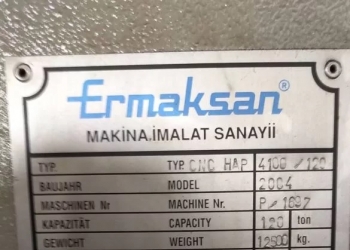 Ermaksan®
MAKİNA.İMALAT SANAYİİ
TYP. TYP. CNC HAP 4100/120
BAUJAHR MODEL 2004
MASCHINEN Nr MACHINE Nr.
KAPAZITÄT CAPACITY 120 ton
GEWICHT WEIGHT 12500 kg.